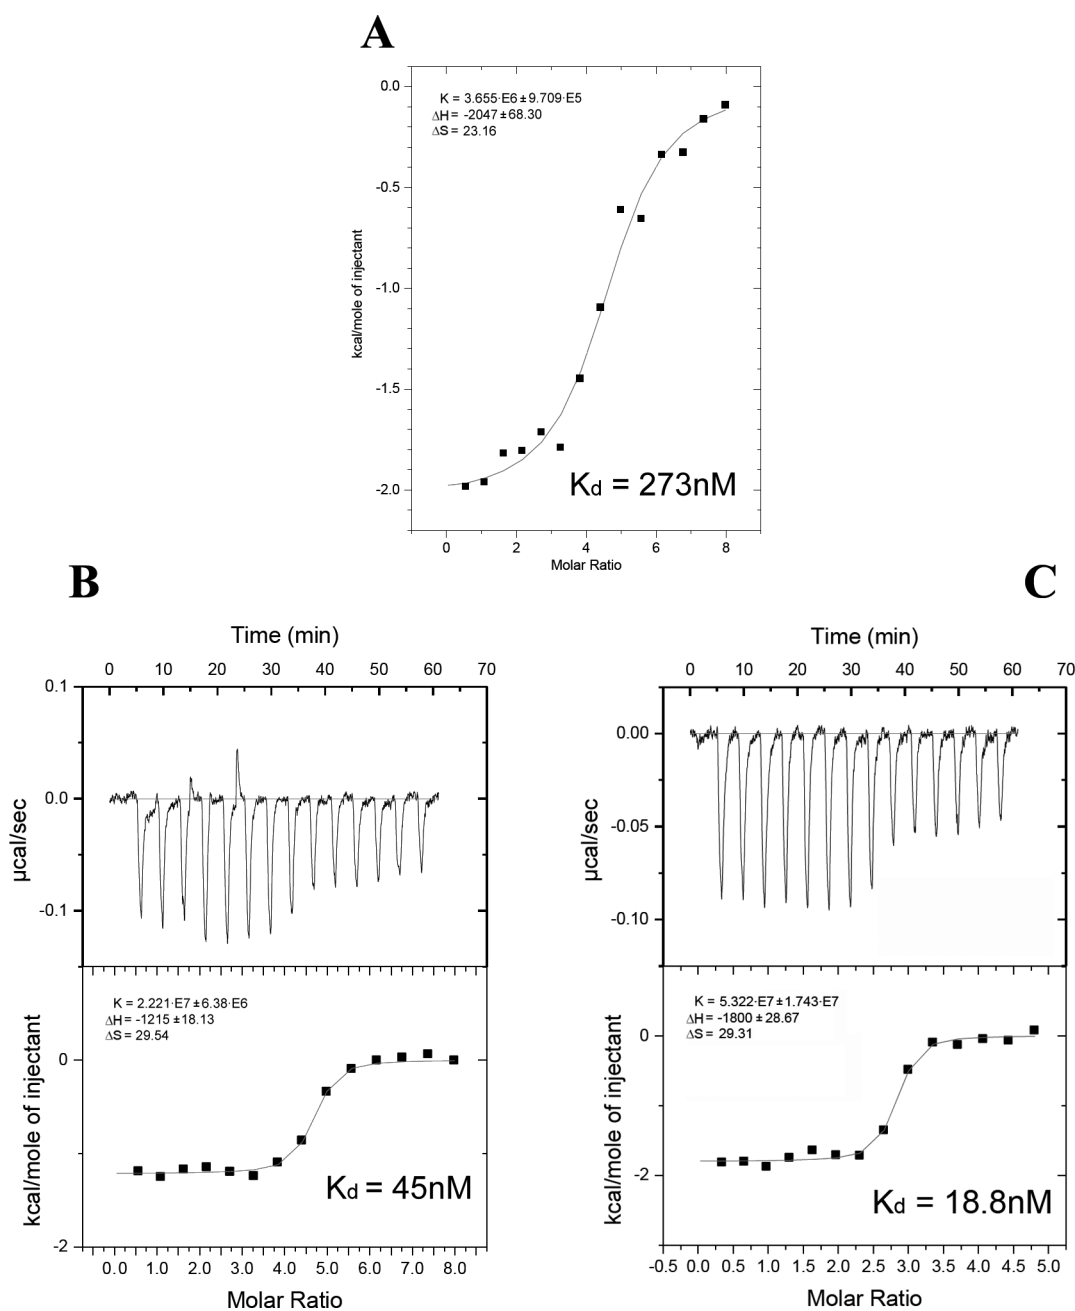 A
0.0
-0.5
-1.0
-1.5
-2.0
kcal/mole of injectant
K = 3.655·E6±9.709·E5
ΔH= -2047±68.30
ΔS= 23.16
Kd = 273nM
0 2 4 6 8
Molar Ratio
B
Time (min)
0 10 20 30 40 50 60 70
0.1
0.0
-0.1
µcal/sec
K = 2.221·E7±6.38·E6
ΔH= -1215±18.13
ΔS= 29.54
0
-2
kcal/mole of injectant
Kd = 45nM
0.0 1.0 2.0 3.0 4.0 5.0 6.0 7.0 8.0
Molar Ratio
C
Time (min)
0 10 20 30 40 50 60 70
0.00
-0.05
-0.10
µcal/sec
K = 5.322·E7±1.743·E7
ΔH= -1800±28.67
ΔS= 29.31
0
-2
kcal/mole of injectant
Kd = 18.8nM
-0.5 0.0 0.5 1.0 1.5 2.0 2.5 3.0 3.5 4.0 4.5 5.0
Molar Ratio